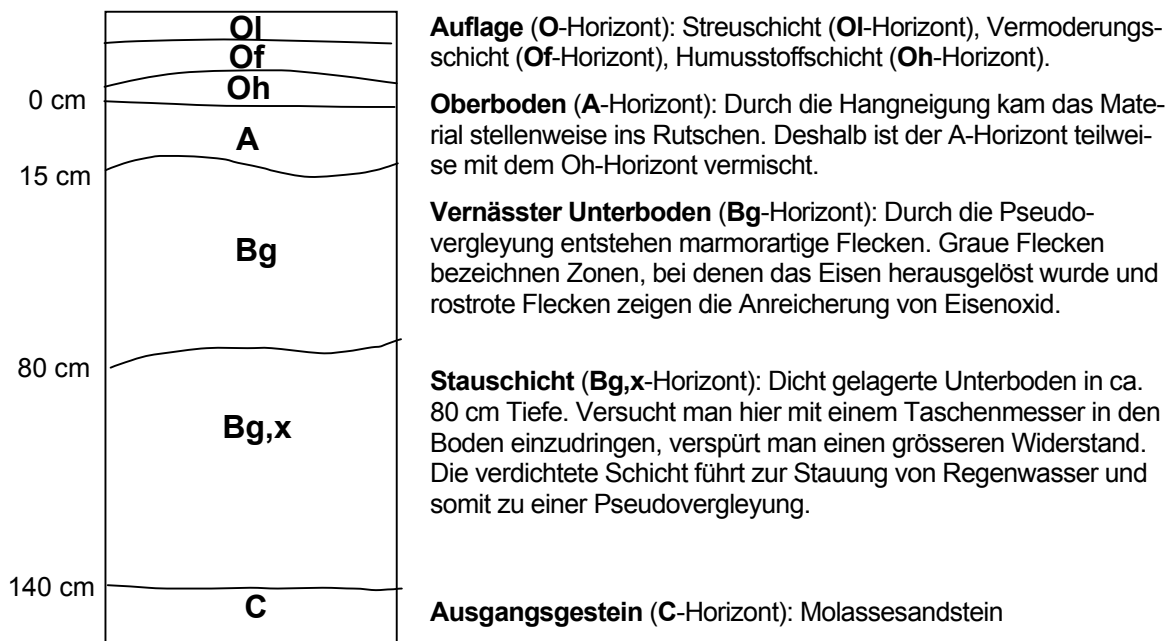 Ol
Of
Oh
0 cm
A
15 cm
Bg
80 cm
Bg,x
140 cm
C
Auflage (O-Horizont): Streuschicht (Ol-Horizont), Vermoderungs-
schicht (Of-Horizont), Humusstoffschicht (Oh-Horizont).
Oberboden (A-Horizont): Durch die Hangneigung kam das Mate-
rial stellenweise ins Rutschen. Deshalb ist der A-Horizont teilwei-
se mit dem Oh-Horizont vermischt.
Vernässter Unterboden (Bg-Horizont): Durch die Pseudo-
vergleyung entstehen marmorartige Flecken. Graue Flecken
bezeichnen Zonen, bei denen das Eisen herausgelöst wurde und
rostrote Flecken zeigen die Anreicherung von Eisenoxid.
Stauschicht (Bg,x-Horizont): Dicht gelagerte Unterboden in ca.
80 cm Tiefe. Versucht man hier mit einem Taschenmesser in den
Boden einzudringen, verspürt man einen grösseren Widerstand.
Die verdichtete Schicht führt zur Stauung von Regenwasser und
somit zu einer Pseudovergleyung.
Ausgangsgestein (C-Horizont): Molassesandstein